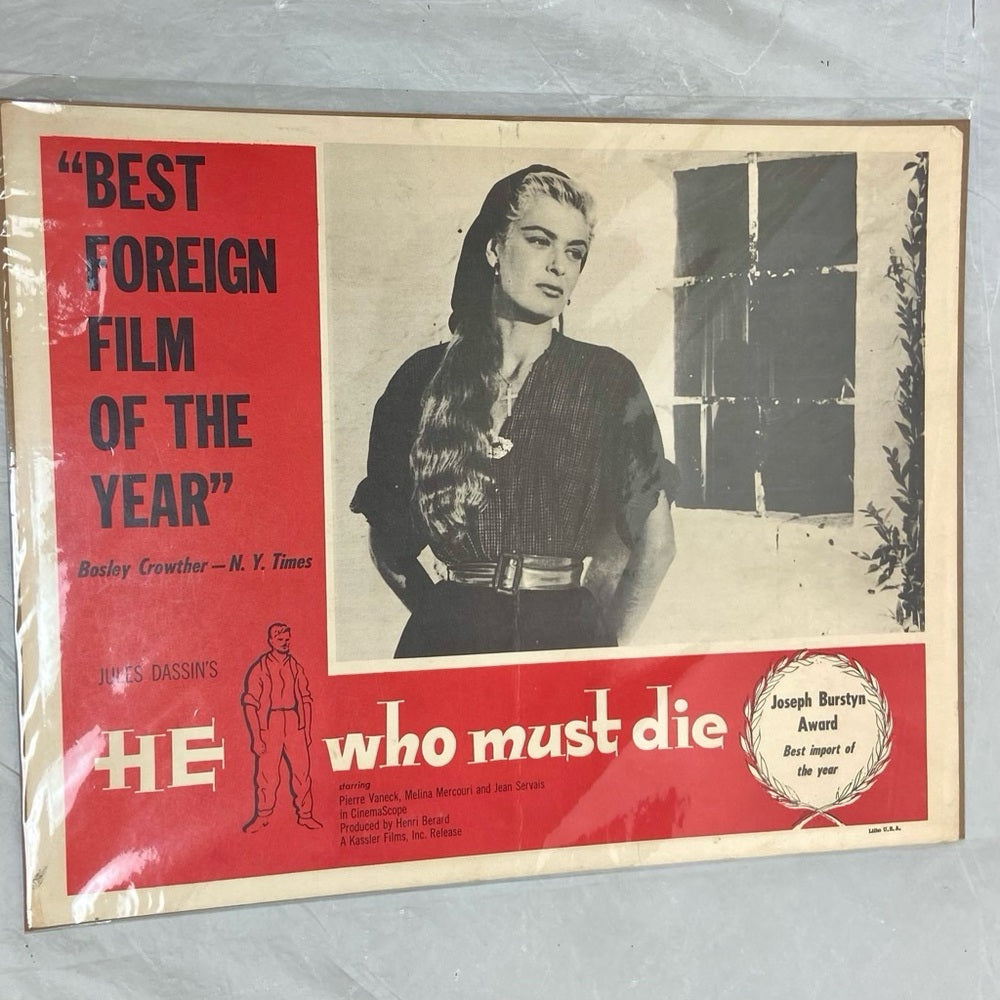 “BEST
FOREIGN
FILM
OF THE
YEAR”
Bosley Crowther — N. Y. Times
JULES DASSIN'S
HE who must die
starring
Pierre Vaneck, Melina Mercouri and Jean Servais
in CinemaScope
Produced by Henri Berard
A Kassler Films, Inc. Release
Joseph Burstyn
Award
Best import of
the year
Litho U.S.A.